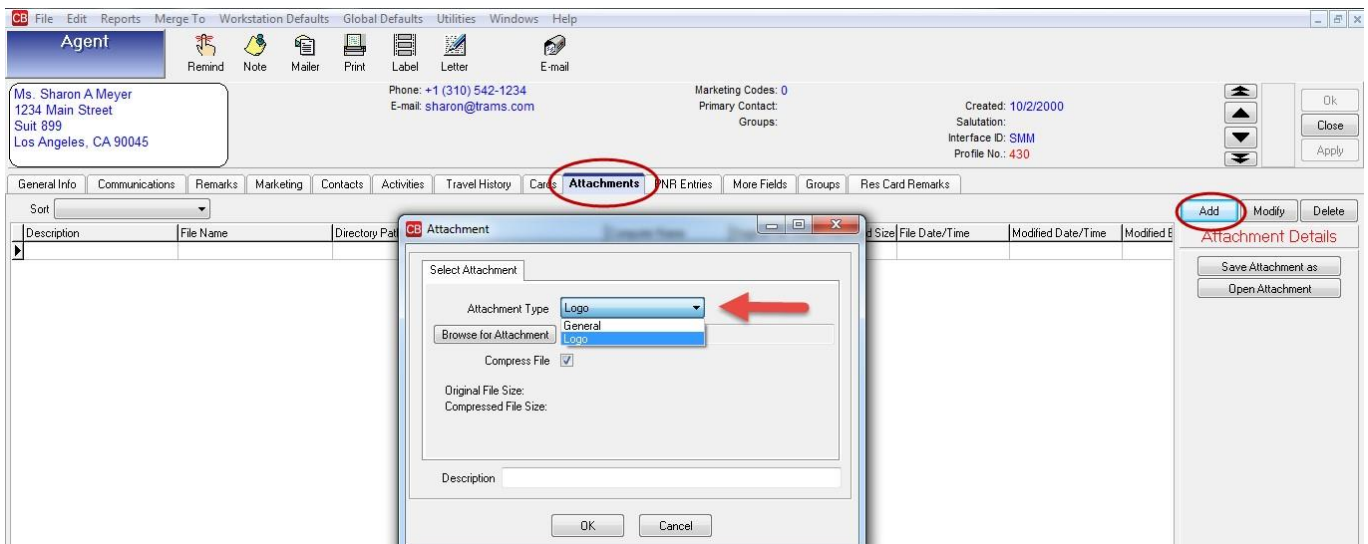 CB File Edit Reports Merge To Workstation Defaults Global Defaults Utilities Windows Help
Agent
Remind Note Mailer Print Label Letter E-mail
Ms. Sharon A Meyer
1234 Main Street
Suit 899
Los Angeles, CA 90045
Phone: +1 (310) 542-1234
E-mail: sharon@trams.com
Marketing Codes: 0
Primary Contact:
Groups:
Created: 10/2/2000
Salutation:
Interface ID: SMM
Profile No.: 430
Ok
Close
Apply
General Info Communications Remarks Marketing Contacts Activities Travel History Cards Attachments PNR Entries More Fields Groups Res Card Remarks
Sort
Add Modify Delete
Description File Name Directory Pat d Size File Date/Time Modified Date/Time Modified B
Attachment Details
Save Attachment as
Open Attachment
CB Attachment
Select Attachment
Attachment Type Logo
General
Logo
Browse for Attachment
Compress File
Original File Size:
Compressed File Size:
Description
OK Cancel